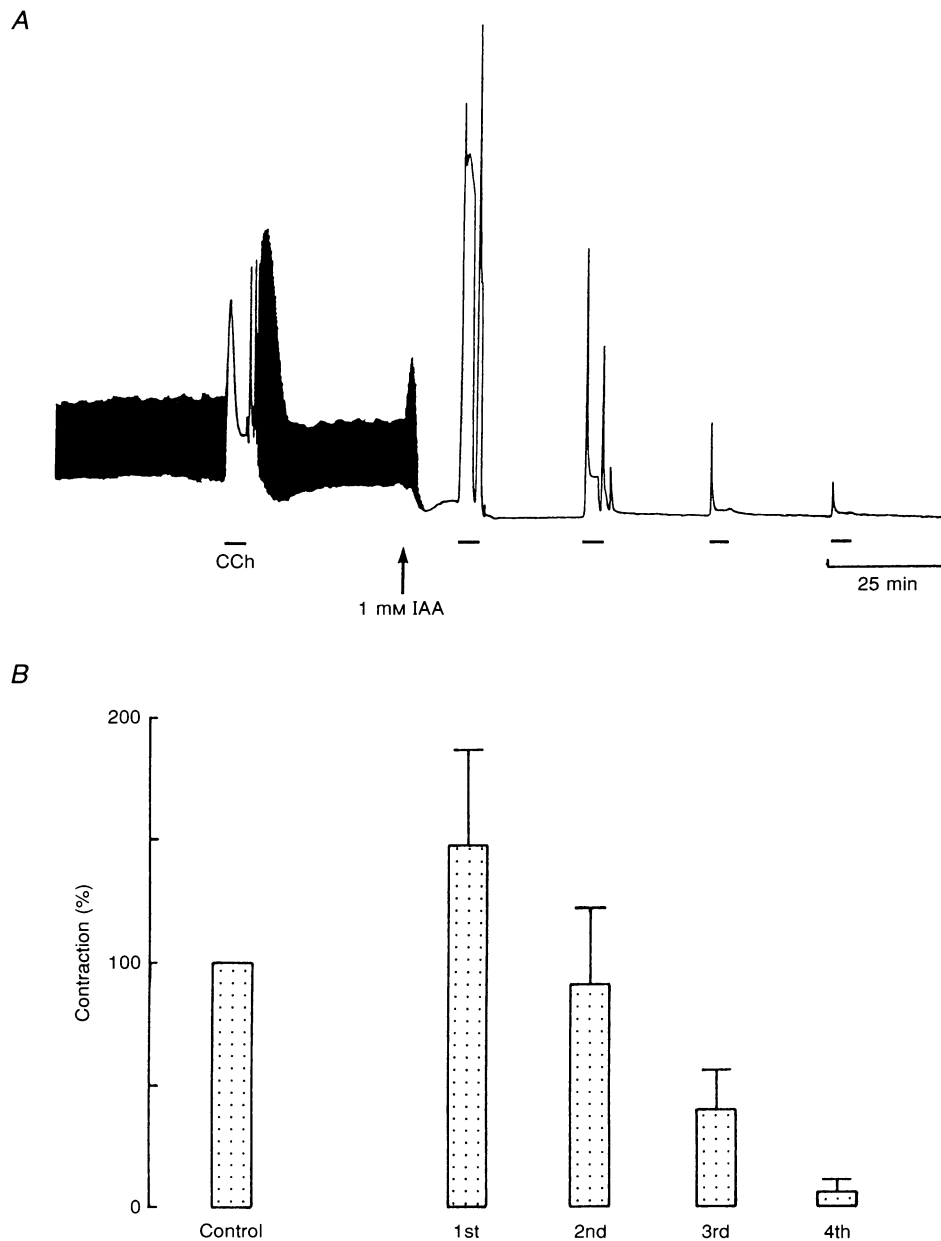 A
CCh
1 mM IAA
25 min
B
200
100
0
Contraction (%)
Control
1st
2nd
3rd
4th